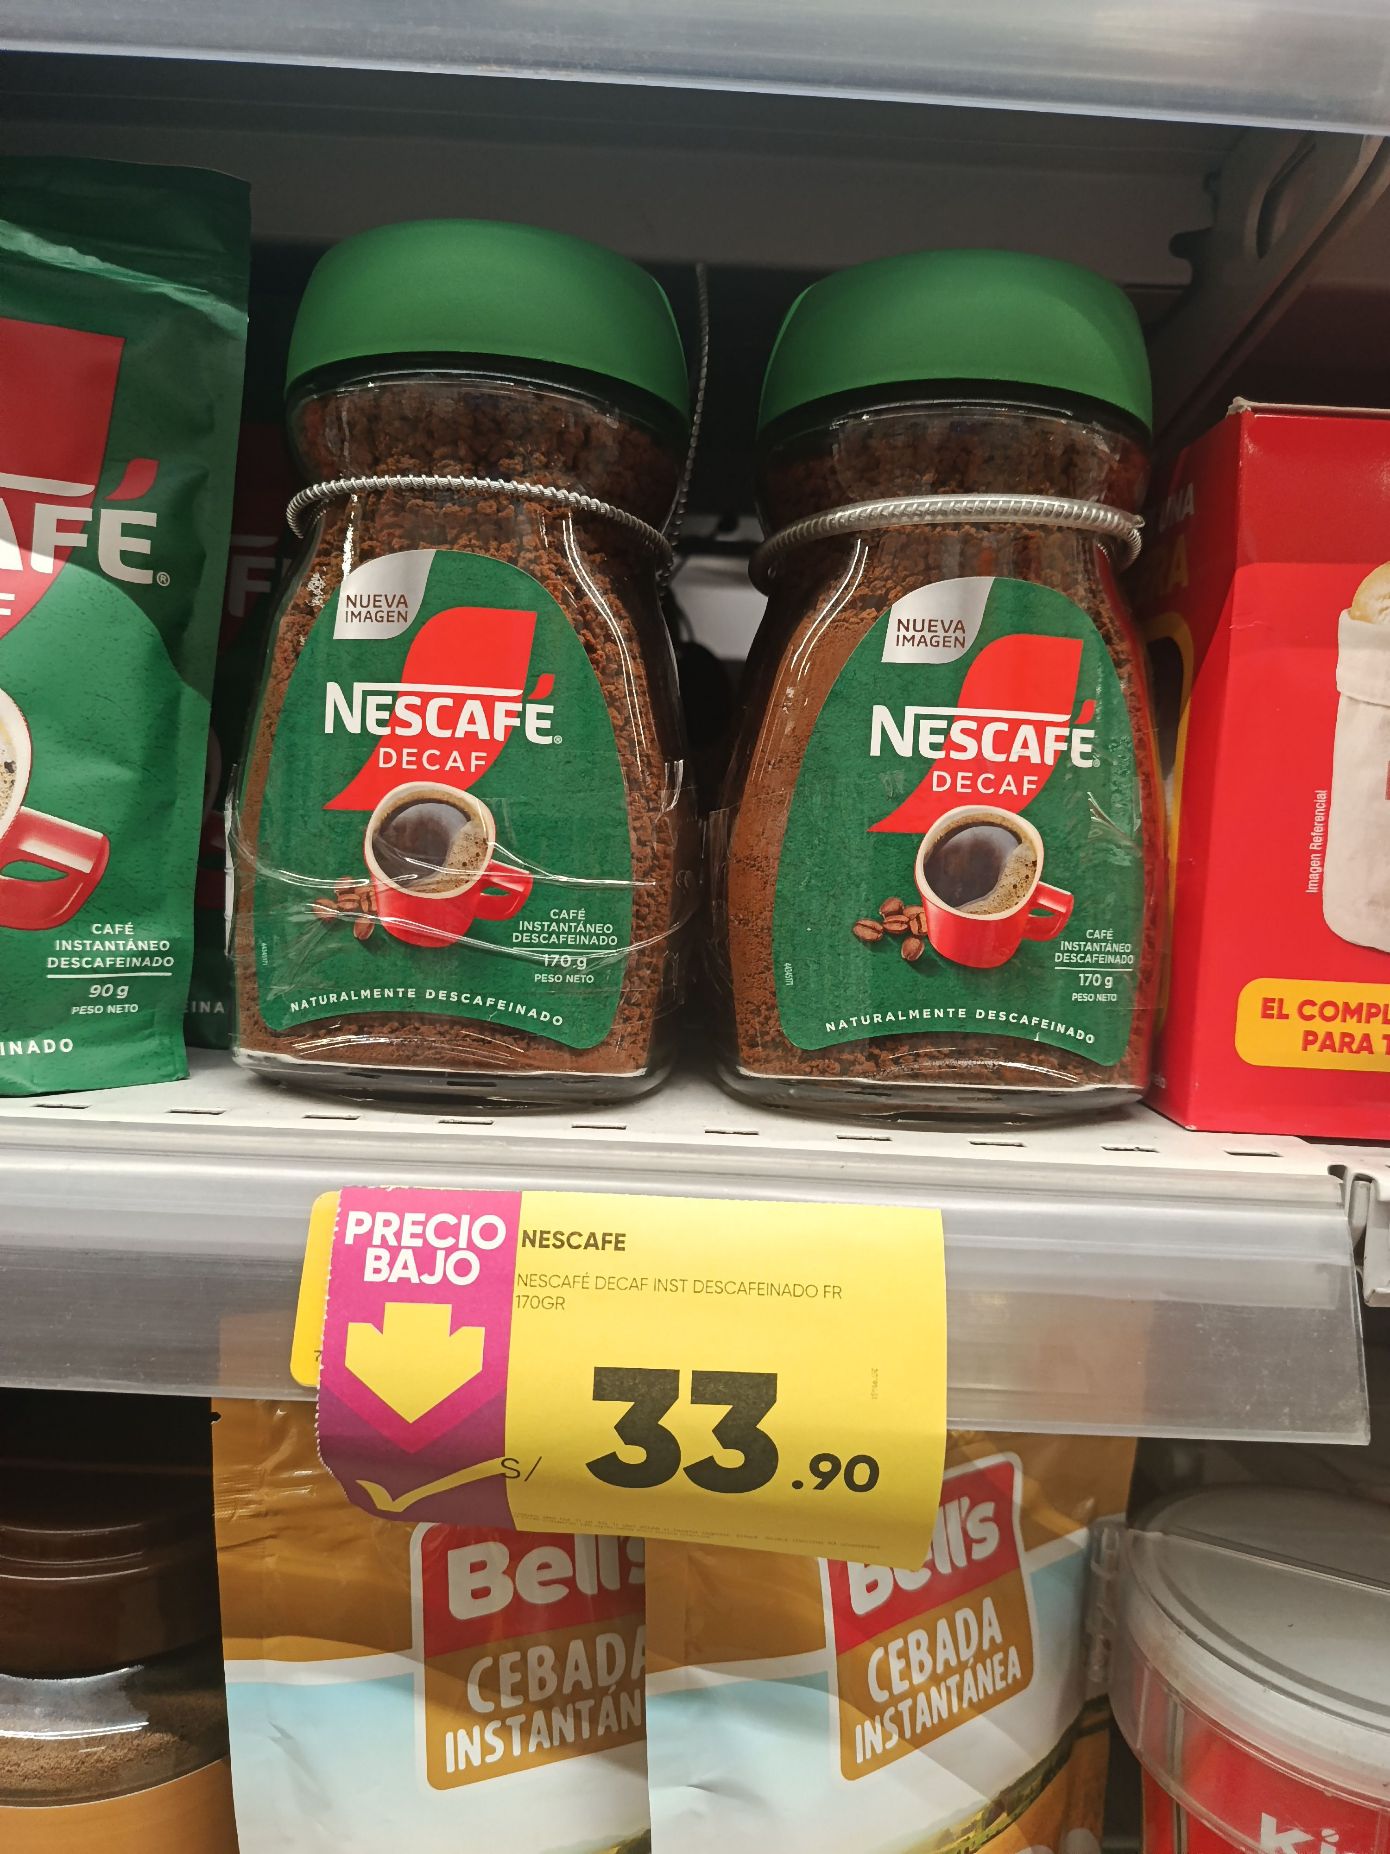 AFÉ®
F
CAFÉ
INSTANTÁNEO
DESCAFEINADO
90 g
PESO NETO
INADO
NUEVA
IMAGEN
NESCAFÉ®
DECAF
CAFÉ
INSTANTÁNEO
DESCAFEINADO
170 g
PESO NETO
NATURALMENTE DESCAFEINADO
NUEVA
IMAGEN
NESCAFÉ®
DECAF
CAFÉ
INSTANTÁNEO
DESCAFEINADO
170 g
PESO NETO
NATURALMENTE DESCAFEINADO
Imagen Referencial
EL COMPL
PARA T
PRECIO
BAJO
NESCAFE
NESCAFÉ DECAF INST DESCAFEINADO FR
170GR
S/ 33.90
Bell's
CEBADA
INSTANTÁN
Bell's
CEBADA
INSTANTÁNEA
Ki